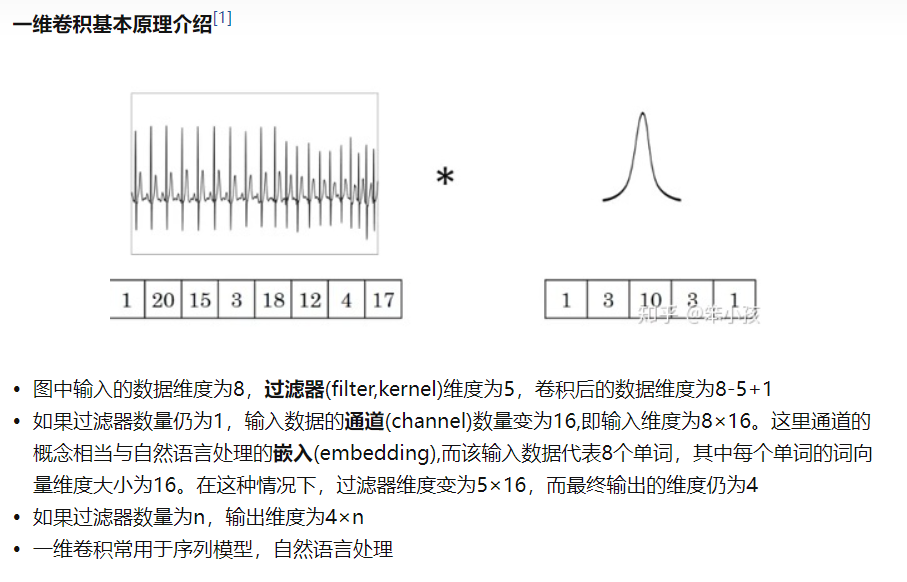 一维卷积基本原理介绍[1]
*
1 20 15 3 18 12 4 17
1 3 10 3 1
知乎 @笨小孩
• 图中输入的数据维度为8，过滤器(filter,kernel)维度为5，卷积后的数据维度为8-5+1
• 如果过滤器数量仍为1，输入数据的通道(channel)数量变为16,即输入维度为8×16。这里通道的
概念相当与自然语言处理的嵌入(embedding),而该输入数据代表8个单词，其中每个单词的词向
量维度大小为16。在这种情况下，过滤器维度变为5×16，而最终输出的维度仍为4
• 如果过滤器数量为n，输出维度为4×n
• 一维卷积常用于序列模型，自然语言处理